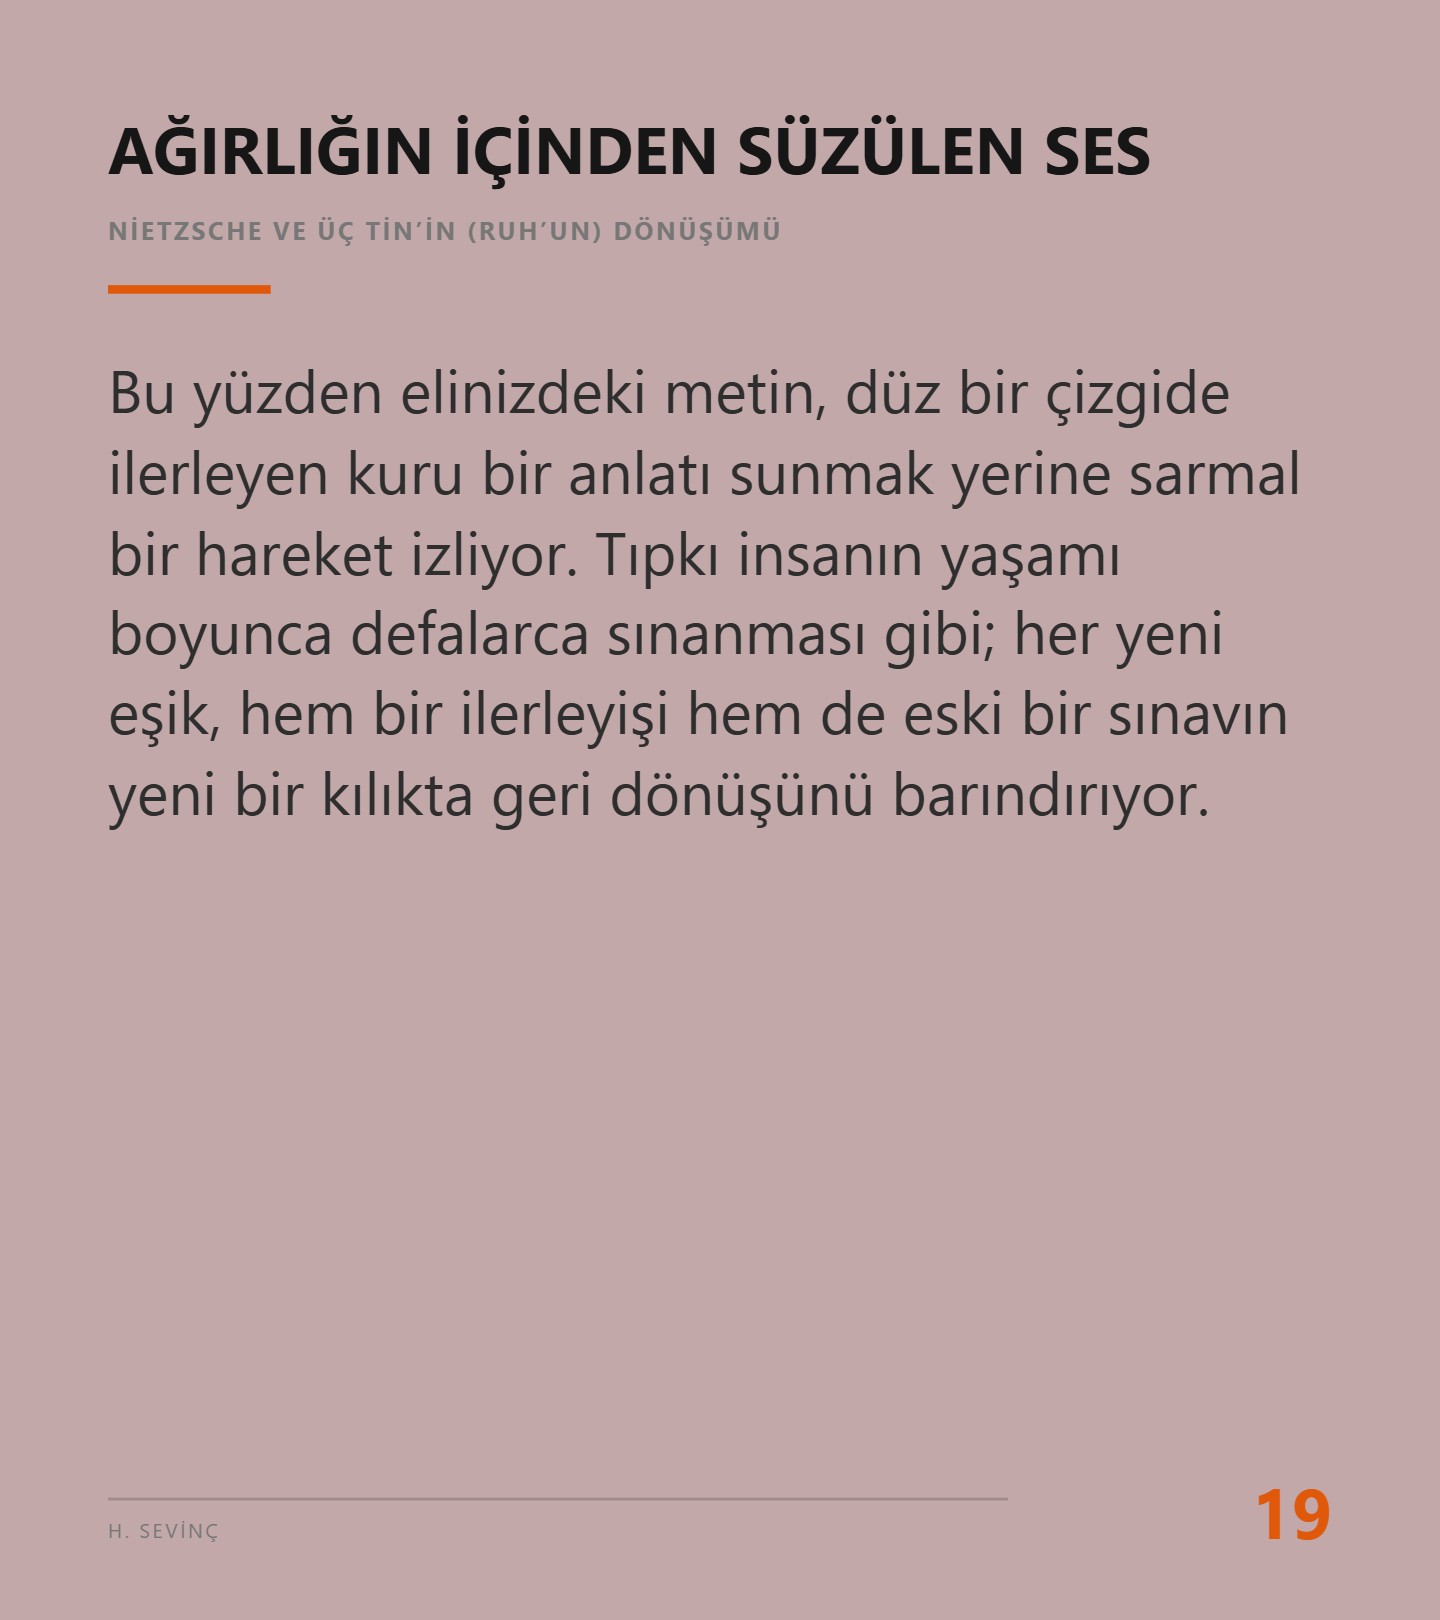 AĞIRLIĞIN İÇİNDEN SÜZÜLEN SES
NİETZSCHE VE ÜÇ TİN’İN (RUH’UN) DÖNÜŞÜMÜ
Bu yüzden elinizdeki metin, düz bir çizgide
ilerleyen kuru bir anlatı sunmak yerine sarmal
bir hareket izliyor. Tıpkı insanın yaşamı
boyunca defalarca sınanması gibi; her yeni
eşik, hem bir ilerleyişi hem de eski bir sınavın
yeni bir kılıkta geri dönüşünü barındırıyor.
H. SEVİNÇ
19